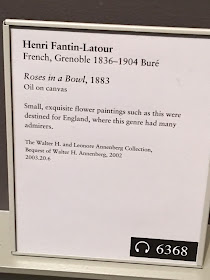 Henri Fantin-Latour
French, Grenoble 1836–1904 Buré
Roses in a Bowl, 1883
Oil on canvas
Small, exquisite flower paintings such as this were
destined for England, where this genre had many
admirers.
The Walter H. and Leonore Annenberg Collection,
Bequest of Walter H. Annenberg, 2002
2003.20.6
6368